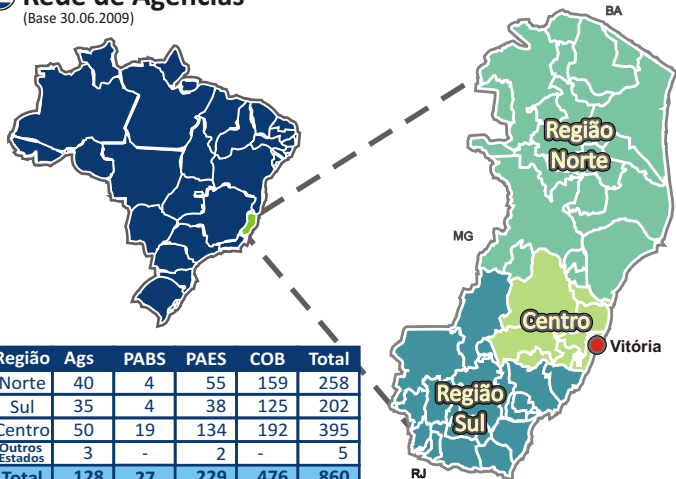 Rede de Agências
(Base 30.06.2009)
BA
Região
Norte
MG
Centro
Vitória
Região
Sul
RJ
Região Ags PABS PAES COB Total
Norte 40 4 55 159 258
Sul 35 4 38 125 202
Centro 50 19 134 192 395
Outros
Estados 3 - 2 - 5
Total 128 27 229 476 860